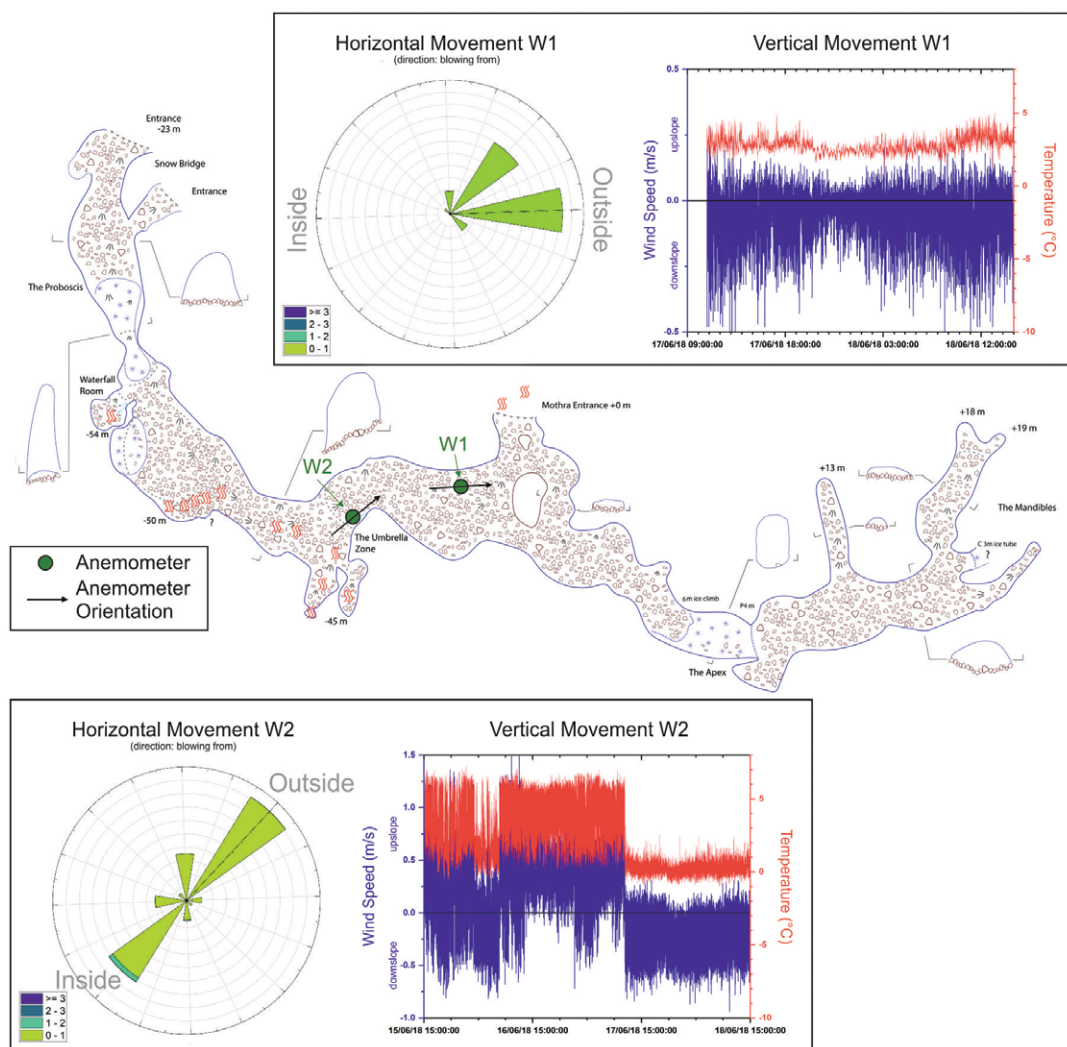 Horizontal Movement W1
(direction: blowing from)
Inside
Outside
>= 3
2 - 3
1 - 2
0 - 1
Vertical Movement W1
0.5
0.0
-0.5
Wind Speed (m/s)
upslope
downslope
5
0
-5
-10
Temperature (°C)
17/06/18 09:00:00
17/06/18 18:00:00
18/06/18 03:00:00
18/06/18 12:00:00
Entrance
-23 m
Snow Bridge
Entrance
The Proboscis
Waterfall
Room
-54 m
-50 m
?
W2
W1
Mothra Entrance +0 m
The Umbrella
Zone
-45 m
+18 m
+19 m
+13 m
The Mandibles
C 3m ice tube
?
6m ice climb
P4 m
The Apex
Anemometer
Anemometer
Orientation
Horizontal Movement W2
(direction: blowing from)
Outside
Inside
>= 3
2 - 3
1 - 2
0 - 1
Vertical Movement W2
1.5
1.0
0.5
0.0
-0.5
-1.0
Wind Speed (m/s)
upslope
downslope
5
0
-5
-10
Temperature (°C)
15/06/18 15:00:00
16/06/18 15:00:00
17/06/18 15:00:00
18/06/18 15:00:00